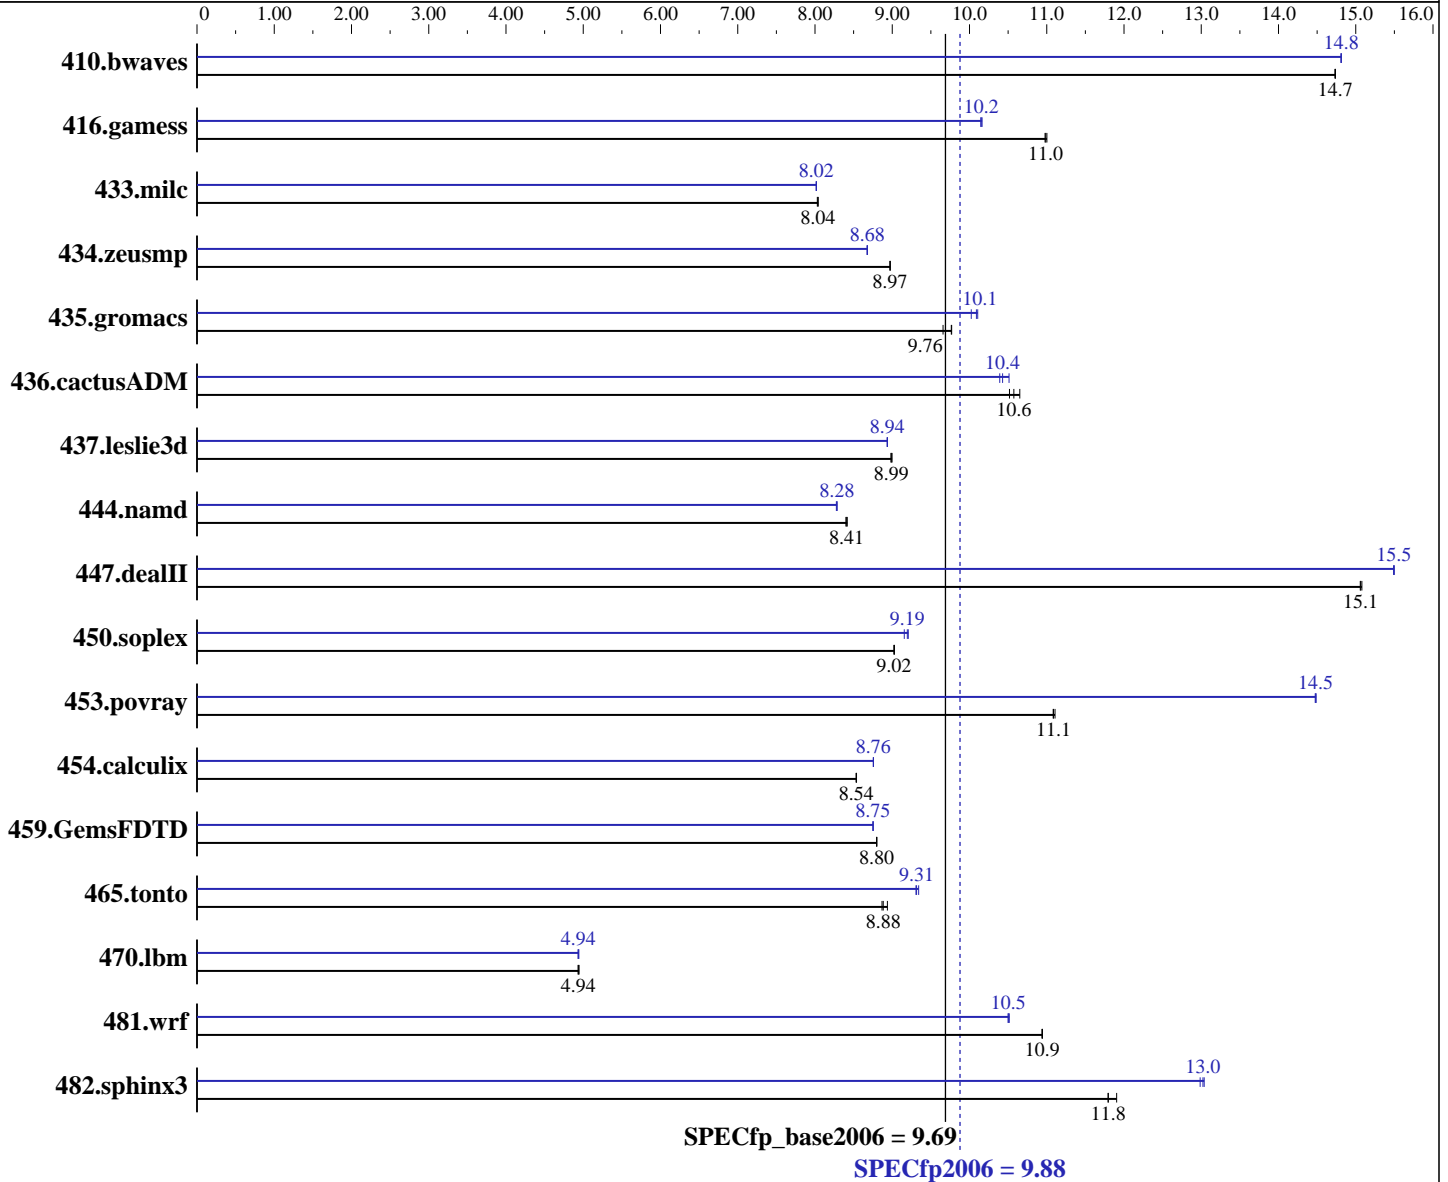 0 1.00 2.00 3.00 4.00 5.00 6.00 7.00 8.00 9.00 10.0 11.0 12.0 13.0 14.0 15.0 16.0
14.8
410.bwaves
14.7
10.2
416.gamess
11.0
8.02
433.milc
8.04
8.68
434.zeusmp
8.97
10.1
435.gromacs
9.76
10.4
436.cactusADM
10.6
8.94
437.leslie3d
8.99
8.28
444.namd
8.41
15.5
447.dealII
15.1
9.19
450.soplex
9.02
14.5
453.povray
11.1
8.76
454.calculix
8.54
8.75
459.GemsFDTD
8.80
9.31
465.tonto
8.88
4.94
470.lbm
4.94
10.5
481.wrf
10.9
13.0
482.sphinx3
11.8
SPECfp_base2006 = 9.69
SPECfp2006 = 9.88